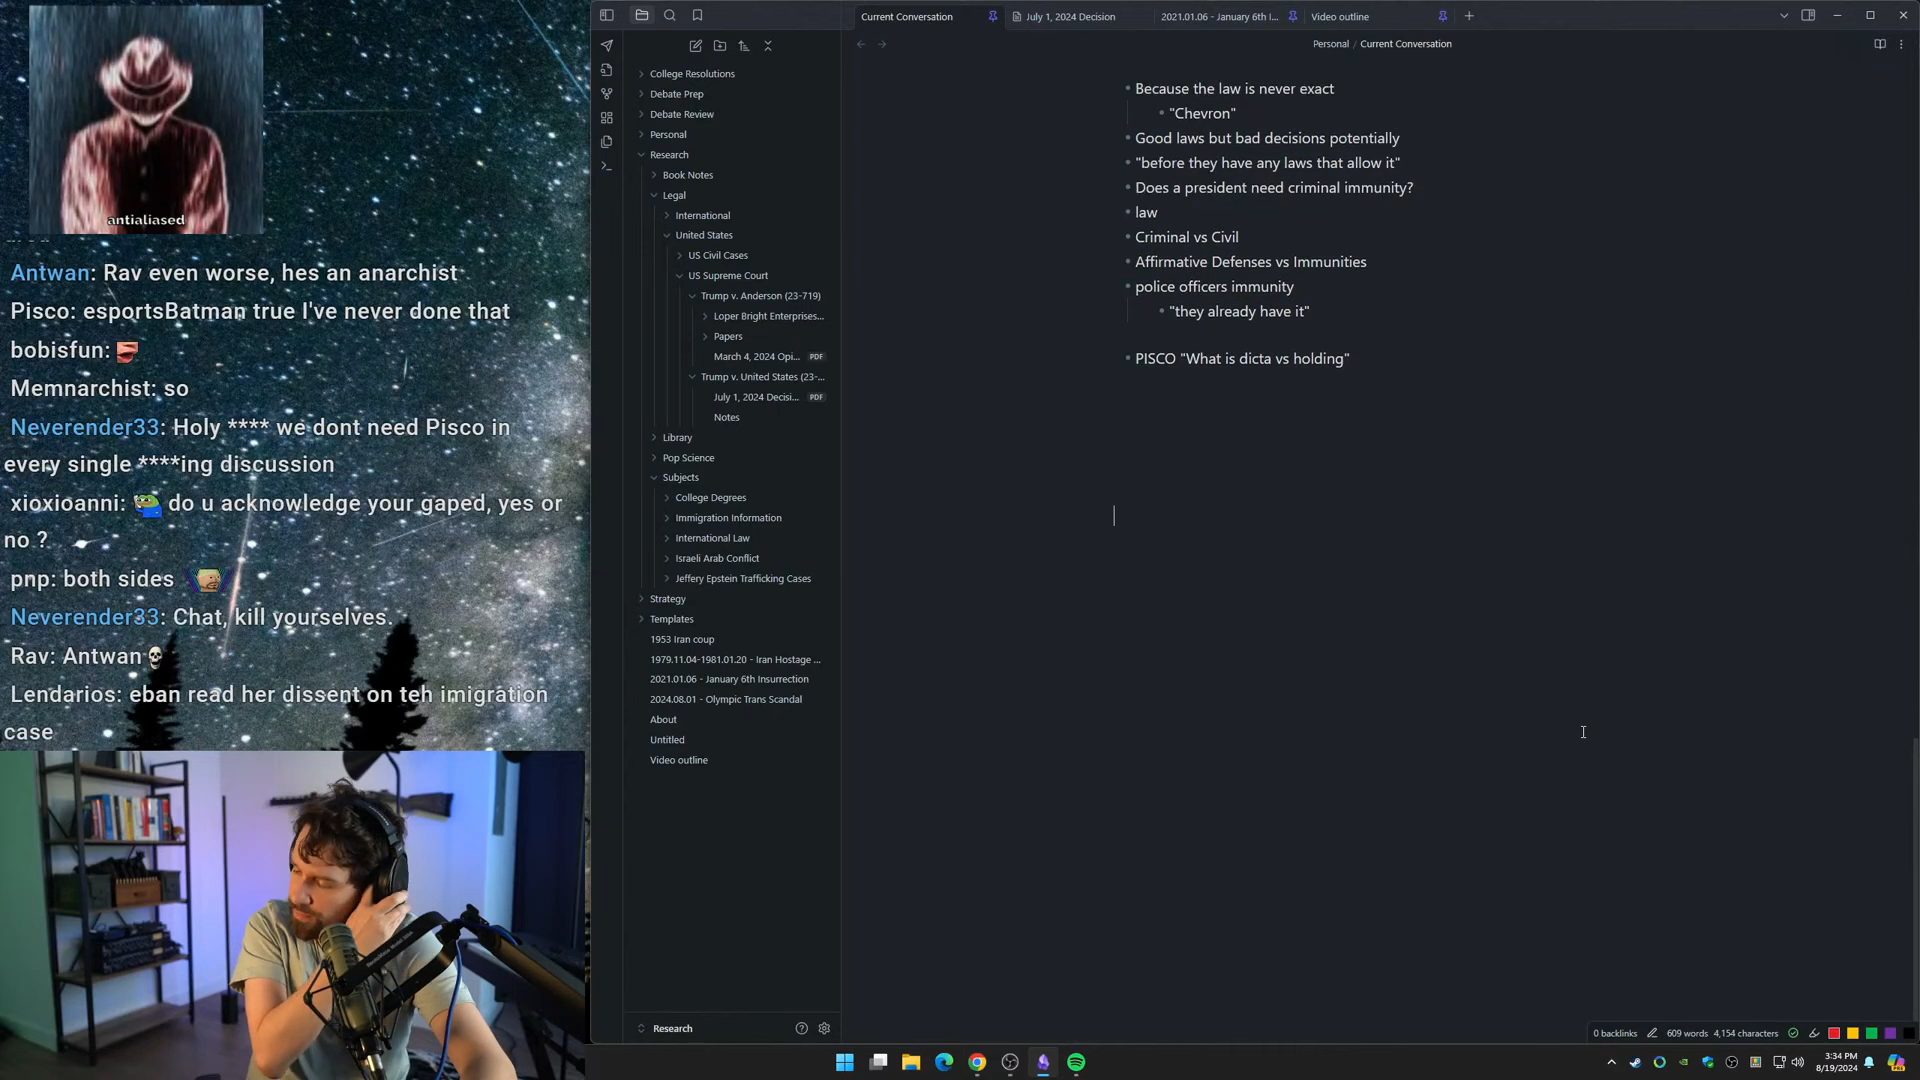 antialiased
Antwan: Rav even worse, hes an anarchist
Pisco: esportsBatman true I've never done that
bobisfun:
Memnarchist: so
Neverender33: Holy **** we dont need Pisco in
every single ****ing discussion
xioxioanni: do u acknowledge your gaped, yes or
no ?
pnp: both sides
Neverender33: Chat, kill yourselves.
Rav: Antwan
Lendarios: eban read her dissent on teh imigration
case
College Resolutions
Debate Prep
Debate Review
Personal
Research
Book Notes
Legal
International
United States
US Civil Cases
US Supreme Court
Trump v. Anderson (23-719)
Loper Bright Enterprises...
Papers
March 4, 2024 Opi... PDF
Trump v. United States (23-...
July 1, 2024 Decisi... PDF
Notes
Library
Pop Science
Subjects
College Degrees
Immigration Information
International Law
Israeli Arab Conflict
Jeffery Epstein Trafficking Cases
Strategy
Templates
1953 Iran coup
1979.11.04-1981.01.20 - Iran Hostage ...
2021.01.06 - January 6th Insurrection
2024.08.01 - Olympic Trans Scandal
About
Untitled
Video outline
Research
Current Conversation
July 1, 2024 Decision
2021.01.06 - January 6th I...
Video outline
Personal / Current Conversation
Because the law is never exact
"Chevron"
Good laws but bad decisions potentially
"before they have any laws that allow it"
Does a president need criminal immunity?
law
Criminal vs Civil
Affirmative Defenses vs Immunities
police officers immunity
"they already have it"
PISCO "What is dicta vs holding"
0 backlinks 609 words 4,154 characters
3:34 PM
8/19/2024